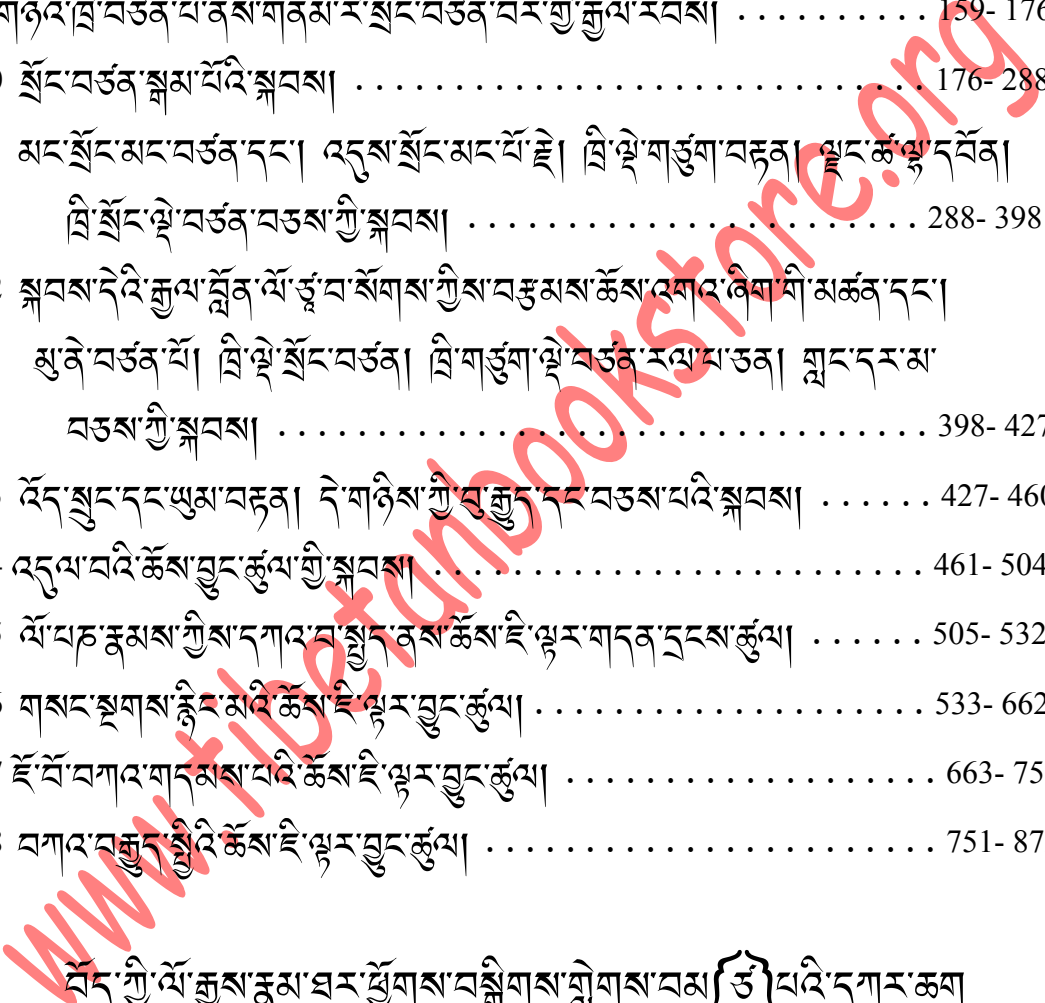 གཉའ་ཁྲི་བཙན་པོ་ནས་གནམ་རི་སྲོང་བཙན་བར་གྱི་རྒྱལ་རབས། .......... 159- 176
སྲོང་བཙན་སྒམ་པོའི་སྐབས། ............................. 176- 288
མང་སྲོང་མང་བཙན་དང་། འདུས་སྲོང་མང་པོ་རྗེ། ཁྲི་ལྡེ་གཙུག་བརྟན། ལྗང་ཚ་ལྷ་དབོན།
ཁྲི་སྲོང་ལྡེ་བཙན་བཅས་ཀྱི་སྐབས། ....................... 288- 398
སྐབས་དེའི་རྒྱལ་བློན་ལོ་ཙཱ་བ་སོགས་ཀྱིས་བརྩམས་ཆོས་འགའ་ཞིག་གི་མཚན་དང་།
མུ་ནེ་བཙན་པོ། ཁྲི་ལྡེ་སྲོང་བཙན། ཁྲི་གཙུག་ལྡེ་བཙན་རལ་པ་ཅན། གླང་དར་མ་
བཅས་ཀྱི་སྐབས། ................................. 398- 427
འོད་སྲུང་དང་ཡུམ་བརྟན། དེ་གཉིས་ཀྱི་བུ་རྒྱུད་དང་བཅས་པའི་སྐབས། ...... 427- 460
འདུལ་བའི་ཆོས་བྱུང་ཚུལ་གྱི་སྐབས། ......................... 461- 504
ལོ་པཎ་རྣམས་ཀྱིས་དཀའ་བ་སྤྱད་ནས་ཆོས་ཇི་ལྟར་གདན་དྲངས་ཚུལ། ...... 505- 532
གསང་སྔགས་རྙིང་མའི་ཆོས་ཇི་ལྟར་བྱུང་ཚུལ། .................... 533- 662
ཇོ་བོ་བཀའ་གདམས་པའི་ཆོས་ཇི་ལྟར་བྱུང་ཚུལ། .................. 663- 75
བཀའ་བརྒྱུད་སྤྱིའི་ཆོས་ཇི་ལྟར་བྱུང་ཚུལ། ....................... 751- 87
བོད་ཀྱི་ལོ་རྒྱུས་རྣམ་ཐར་ཕྱོགས་བསྒྲིགས་གླེགས་བམ་{ཙ}པའི་དཀར་ཆག
www.tibetanbookstore.org